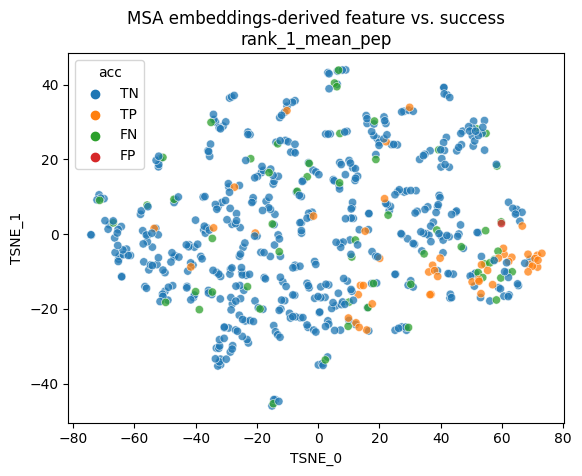 MSA embeddings-derived feature vs. success
rank_1_mean_pep
acc
TN
TP
FN
FP
40
20
0
−20
−40
TSNE_1
−80
−60
−40
−20
0
20
40
60
80
TSNE_0